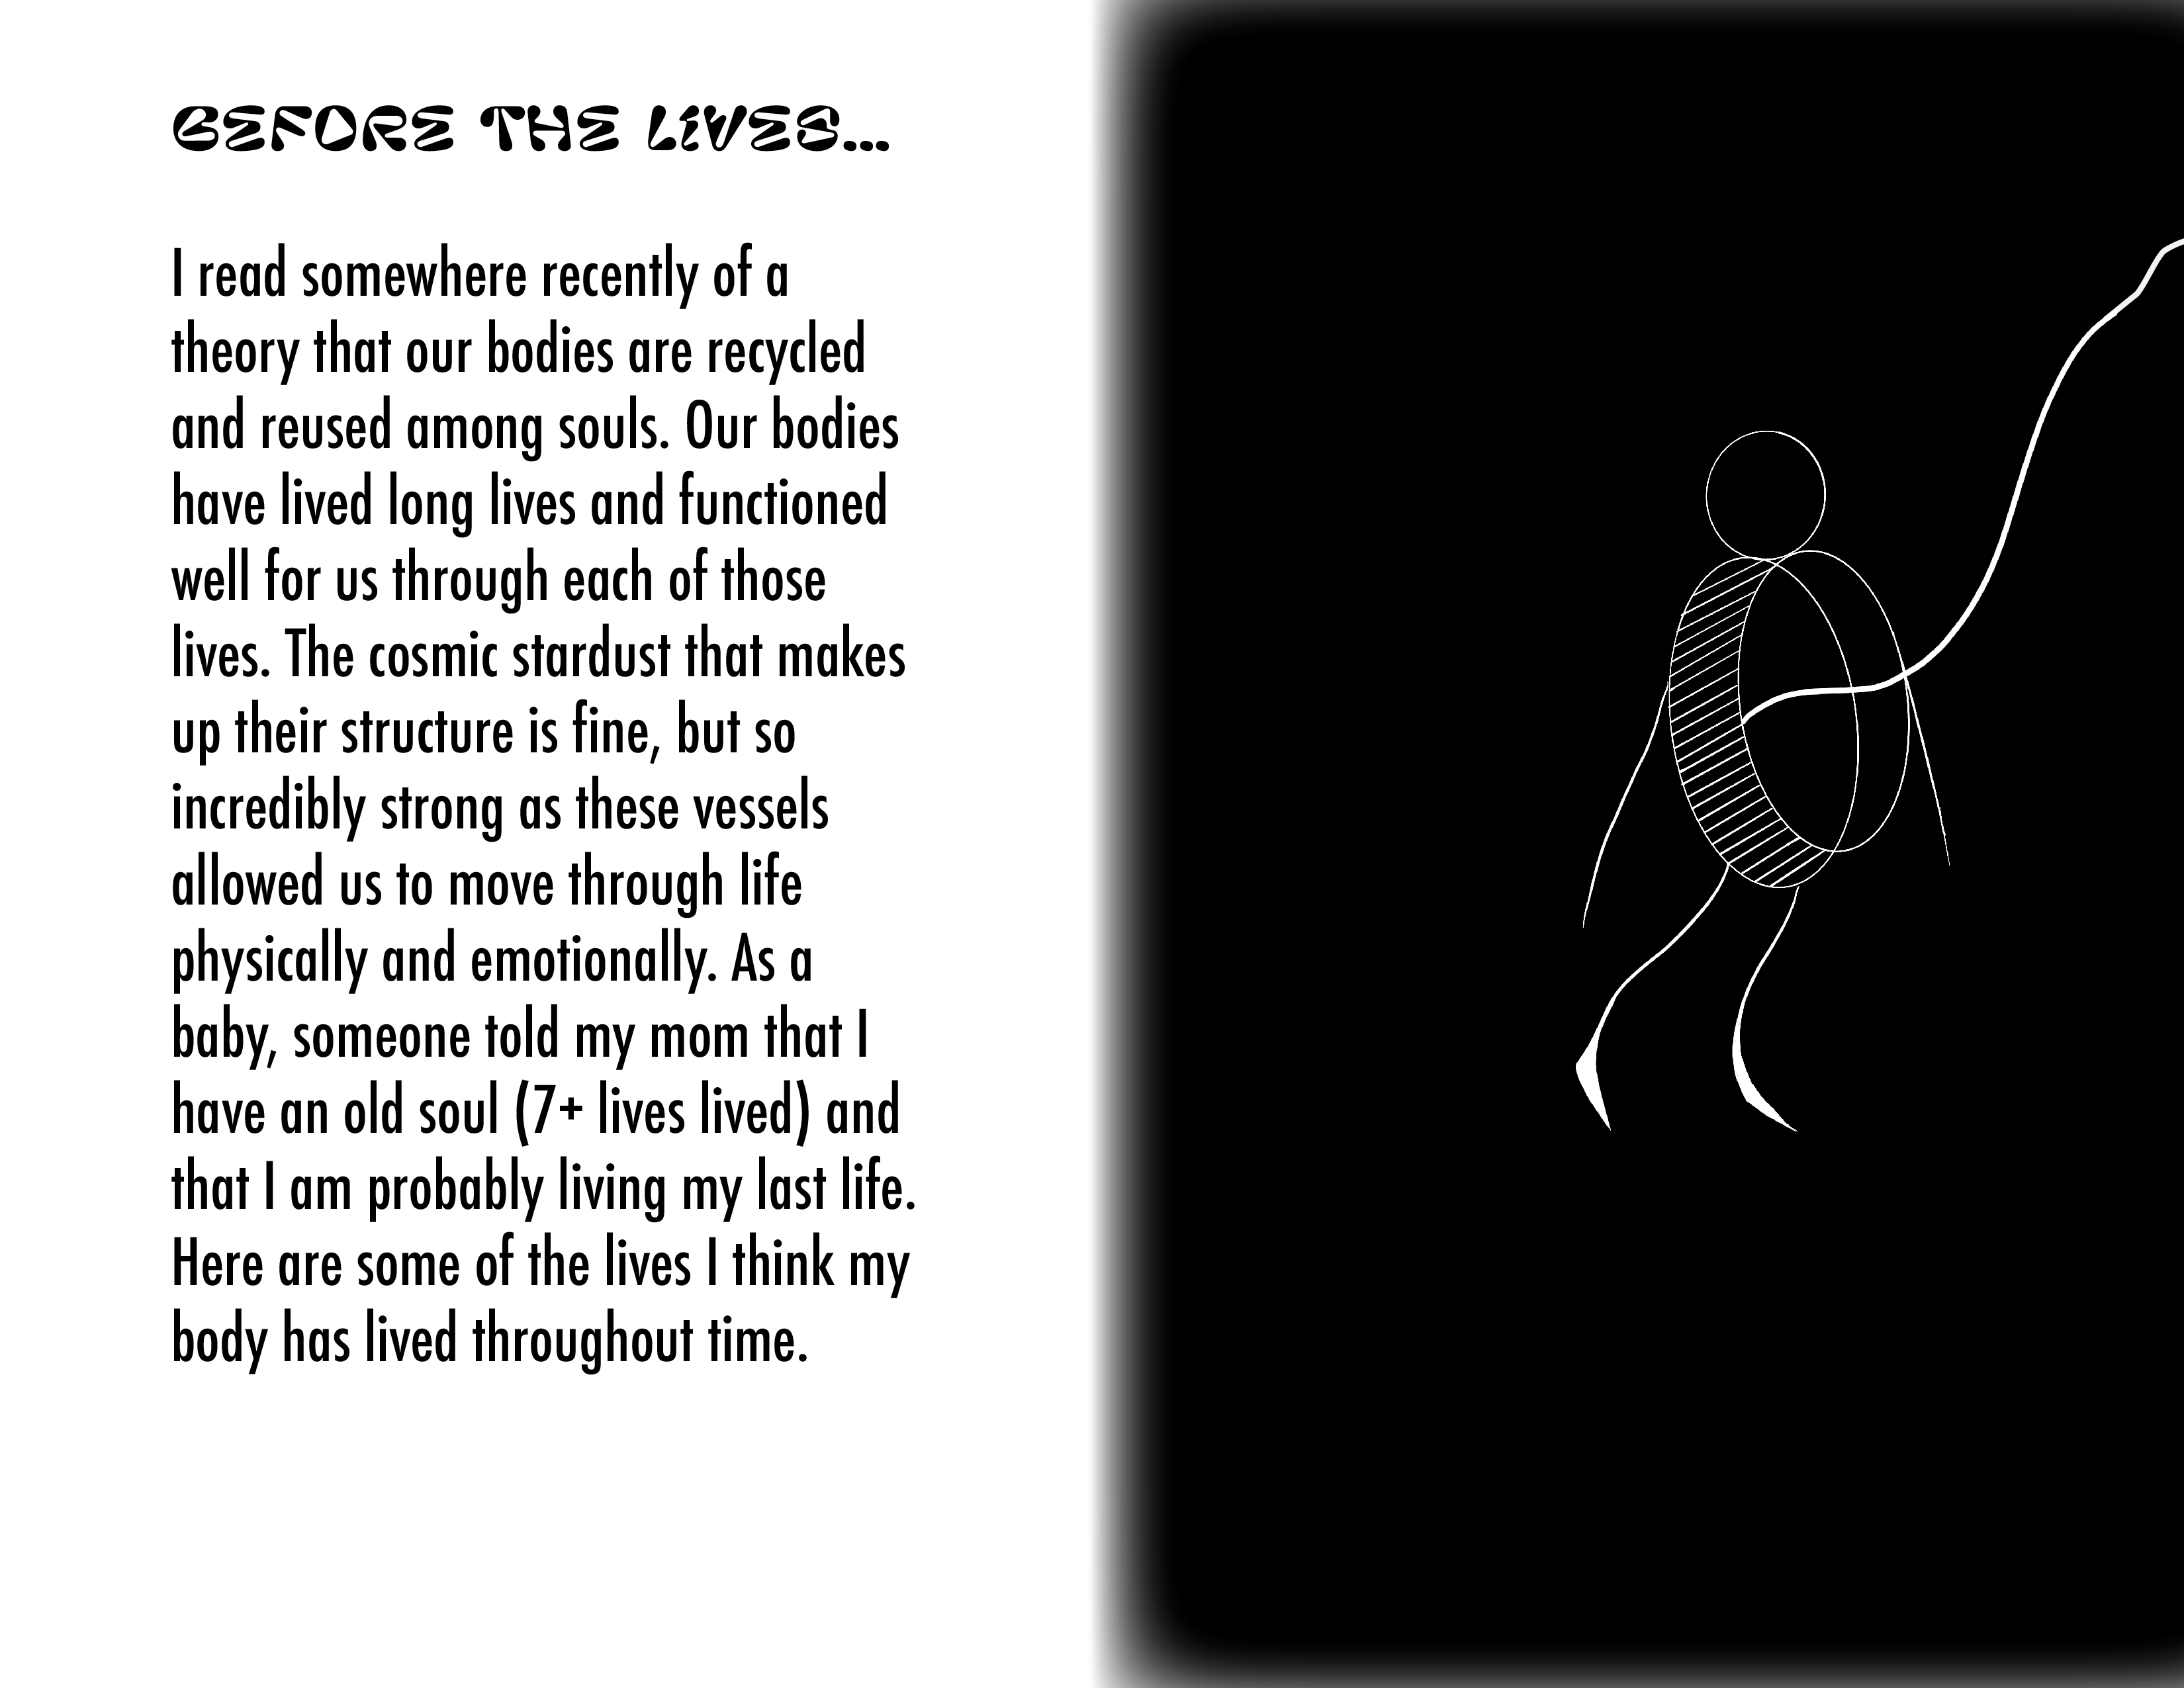 BEFORE THE LiVES...
I read somewhere recently of a
theory that our bodies are recycled
and reused among souls. Our bodies
have lived long lives and functioned
well for us through each of those
lives. The cosmic stardust that makes
up their structure is fine, but so
incredibly strong as these vessels
allowed us to move through life
physically and emotionally. As a
baby, someone told my mom that I
have an old soul (7+ lives lived) and
that I am probably living my last life.
Here are some of the lives I think my
body has lived throughout time.